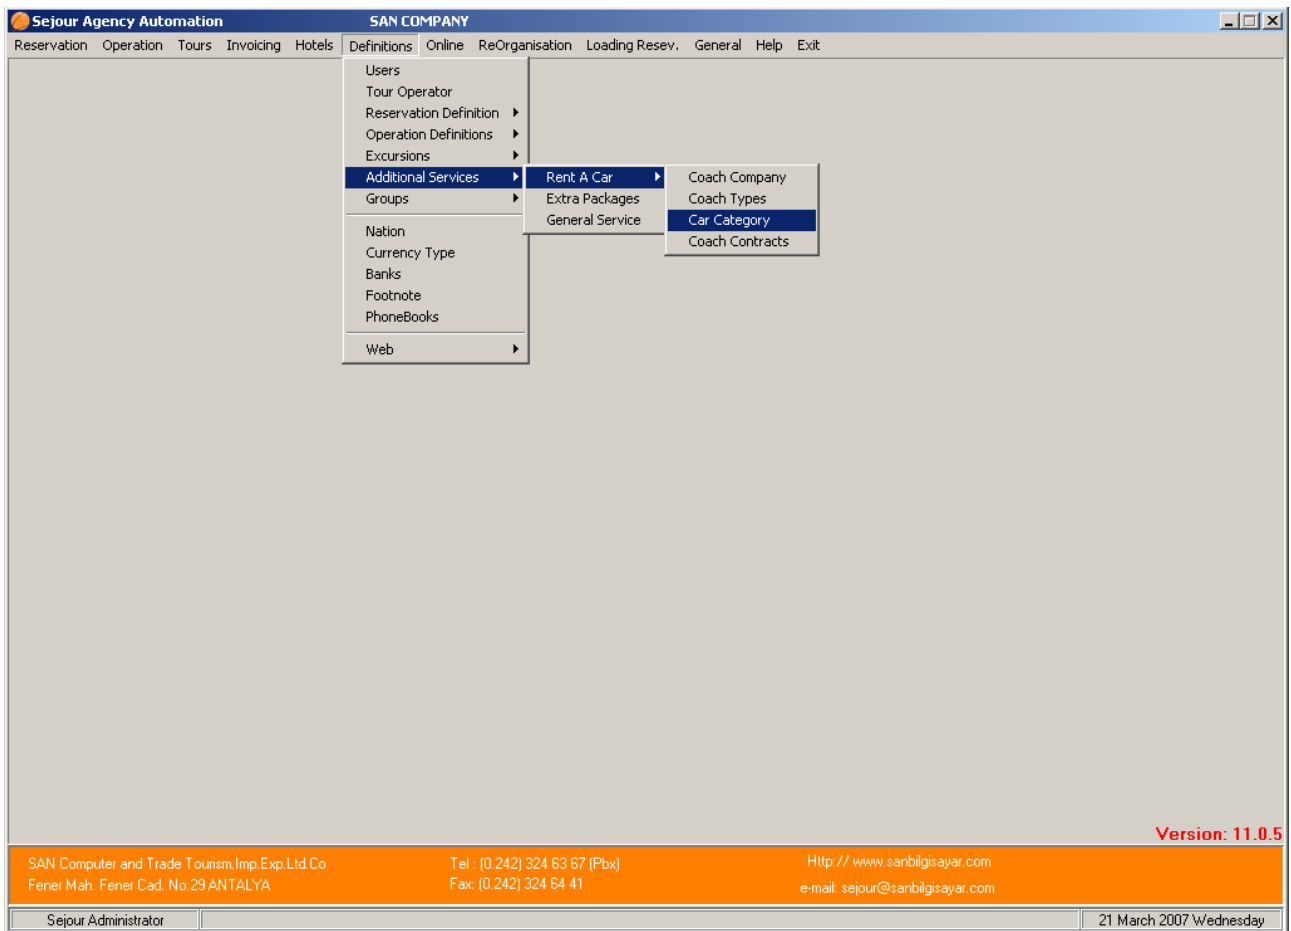 Sejour Agency Automation SAN COMPANY
Reservation Operation Tours Invoicing Hotels Definitions Online ReOrganisation Loading Resev. General Help Exit
Users
Tour Operator
Reservation Definition
Operation Definitions
Excursions
Additional Services
Groups
Nation
Currency Type
Banks
Footnote
PhoneBooks
Web
Rent A Car
Extra Packages
General Service
Coach Company
Coach Types
Car Category
Coach Contracts
Version: 11.0.5
SAN Computer and Trade Tourism.Imp.Exp.Ltd.Co
Fener Mah. Fener Cad. No:29 ANTALYA
Tel : (0.242) 324 63 67 (Pbx)
Fax: (0.242) 324 64 41
Http:// www.sanbilgisayar.com
e-mail: sejour@sanbilgisayar.com
Sejour Administrator
21 March 2007 Wednesday